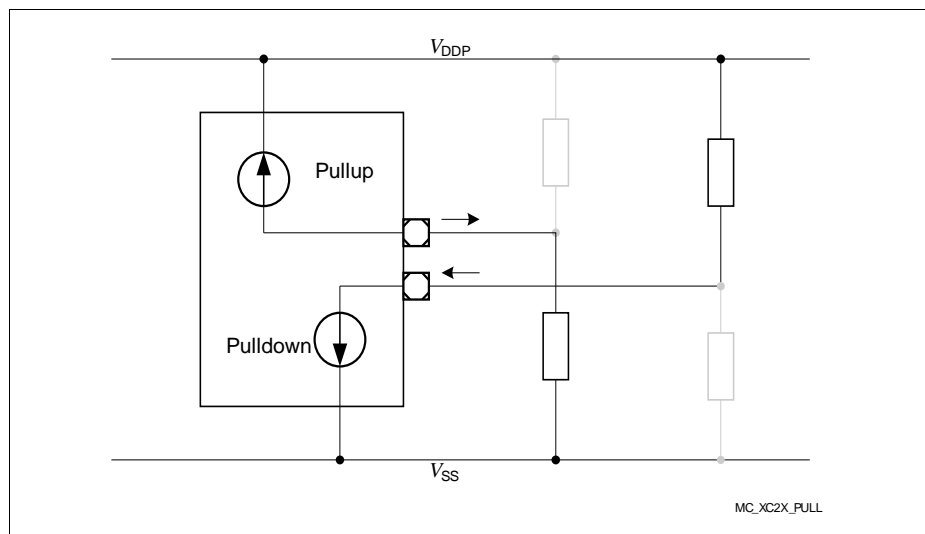 VDDP
Pullup
Pulldown
VSS
MC_XC2X_PULL